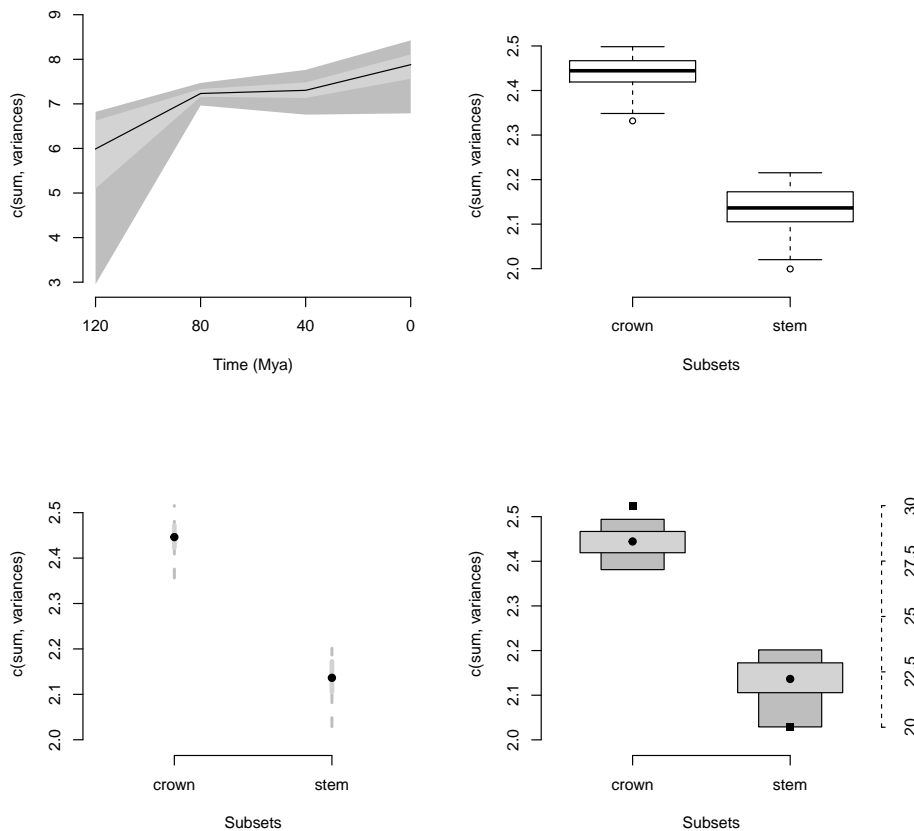 9
8
7
6
5
4
3
c(sum, variances)
120 80 40 0
Time (Mya)
2.5
2.4
2.3
2.2
2.1
2.0
c(sum, variances)
crown stem
Subsets
2.5
2.4
2.3
2.2
2.1
2.0
c(sum, variances)
crown stem
Subsets
2.5
2.4
2.3
2.2
2.1
2.0
c(sum, variances)
crown stem
Subsets
30
27.5
25
22.5
20